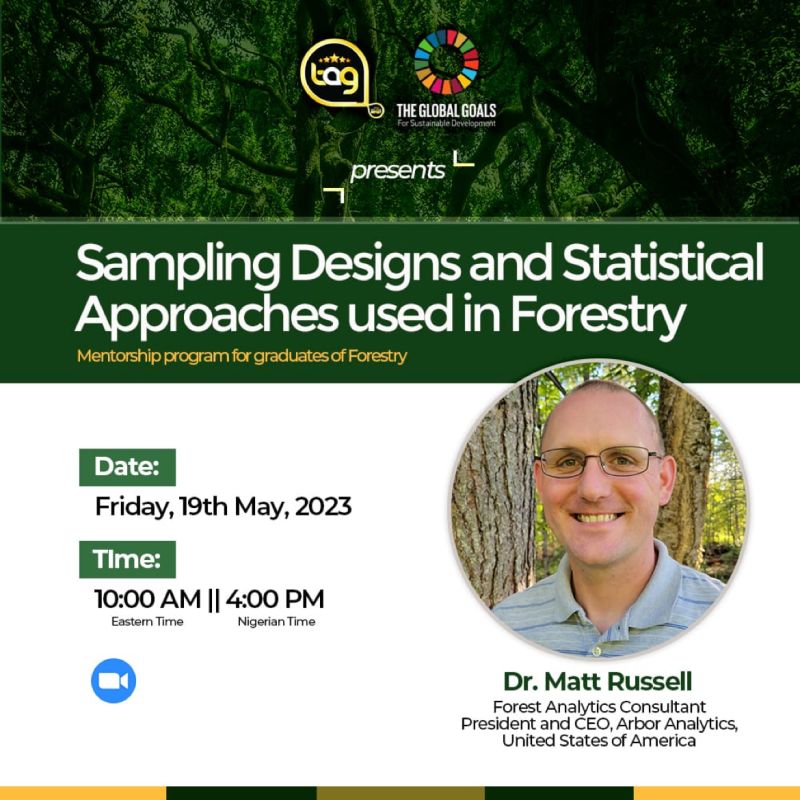 tag
THE GLOBAL GOALS
For Sustainable Development
presents
Sampling Designs and Statistical
Approaches used in Forestry
Mentorship program for graduates of Forestry
Date:
Friday, 19th May, 2023
TIme:
10:00 AM || 4:00 PM
Eastern Time Nigerian Time
Dr. Matt Russell
Forest Analytics Consultant
President and CEO, Arbor Analytics,
United States of America